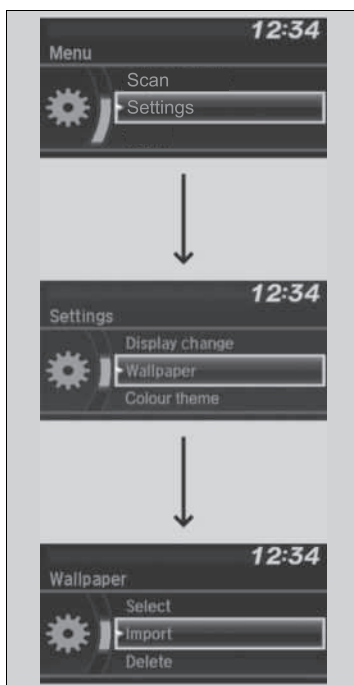 12:34
Menu
Scan
Settings
12:34
Settings
Display change
Wallpaper
Colour theme
12:34
Wallpaper
Select
Import
Delete